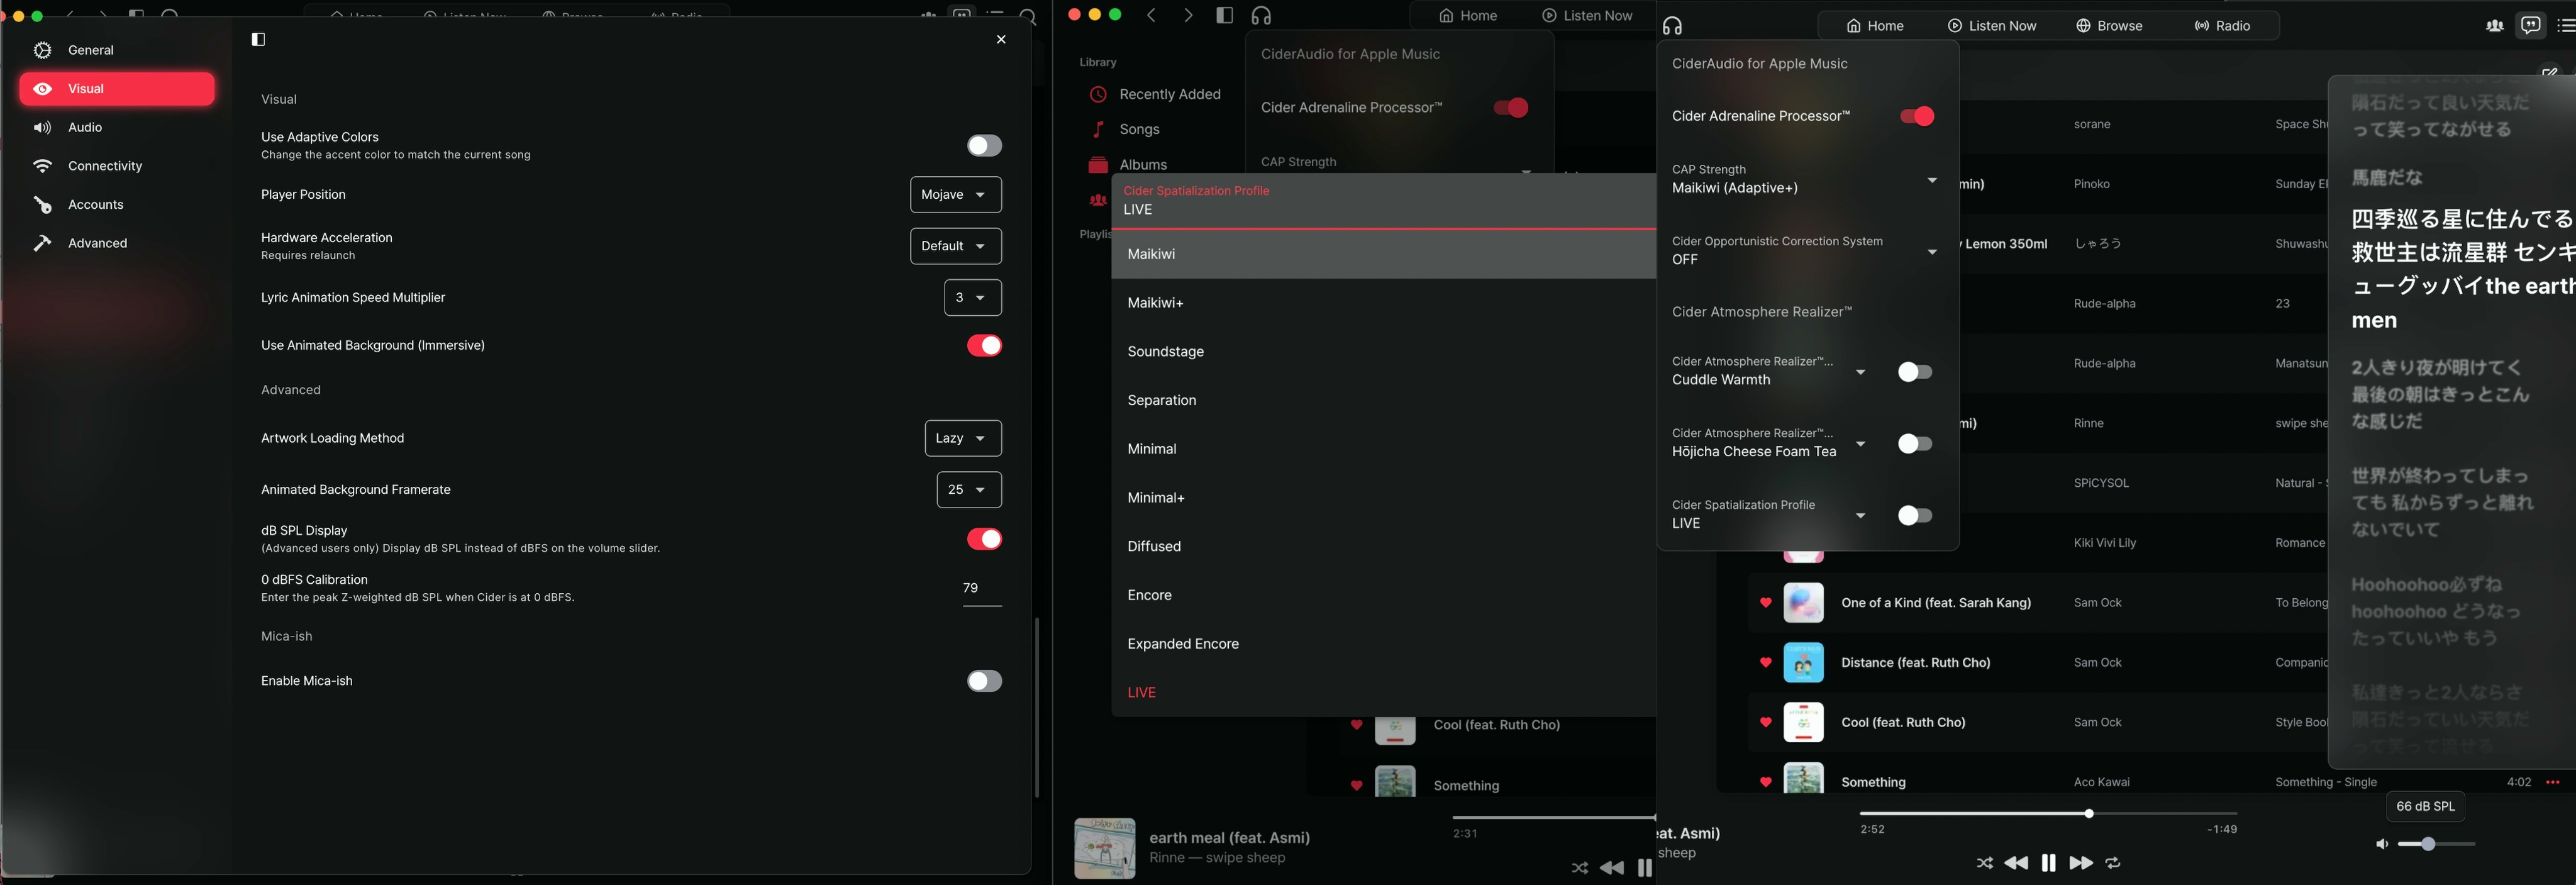 General
Visual
Audio
Connectivity
Accounts
Advanced
Visual
Use Adaptive Colors
Change the accent color to match the current song
Player Position
Mojave
Hardware Acceleration
Requires relaunch
Default
Lyric Animation Speed Multiplier
3
Use Animated Background (Immersive)
Advanced
Artwork Loading Method
Lazy
Animated Background Framerate
25
dB SPL Display
(Advanced users only) Display dB SPL instead of dBFS on the volume slider.
0 dBFS Calibration
Enter the peak Z-weighted dB SPL when Cider is at 0 dBFS.
79
Mica-ish
Enable Mica-ish
Home
Listen Now
Library
Recently Added
Songs
Albums
CiderAudio for Apple Music
Cider Adrenaline Processor™
CAP Strength
Cider Spatialization Profile
LIVE
Maikiwi
Maikiwi+
Soundstage
Separation
Minimal
Minimal+
Diffused
Encore
Expanded Encore
LIVE
Cool (feat. Ruth Cho)
Something
earth meal (feat. Asmi)
Rinne — swipe sheep
2:31
Home
Listen Now
Browse
Radio
CiderAudio for Apple Music
Cider Adrenaline Processor™
CAP Strength
Maikiwi (Adaptive+)
Cider Opportunistic Correction System
OFF
Cider Atmosphere Realizer™
Cider Atmosphere Realizer™...
Cuddle Warmth
Cider Atmosphere Realizer™...
Hōjicha Cheese Foam Tea
Cider Spatialization Profile
LIVE
sorane
Pinoko
Sunday
Lemon 350ml
しゃろう
Rude-alpha
23
Rude-alpha
Rinne
swipe
SPiCYSOL
Natural -
Kiki Vivi Lily
Romance
One of a Kind (feat. Sarah Kang)
Sam Ock
To Belong
Distance (feat. Ruth Cho)
Sam Ock
Cool (feat. Ruth Cho)
Sam Ock
Style
Something
Aco Kawai
Something - Single
4:02
隕石だって良い天気だ
って笑ってながせる
馬鹿だな
四季巡る星に住んでる
救世主は流星群 センキ
ューグッバイthe earth
men
2人きり夜が明けてく
最後の朝はきっとこん
な感じだ
世界が終わってしまっ
ても 私からずっと離れ
ないでいて
Hoohoohoo必ずね
hoohoohoo どうなっ
たっていいや もう
私達きっと2人ならさ
隕石だっていい天気だ
って笑って流せる
66 dB SPL
Asmi)
sheep
2:52
-1:49